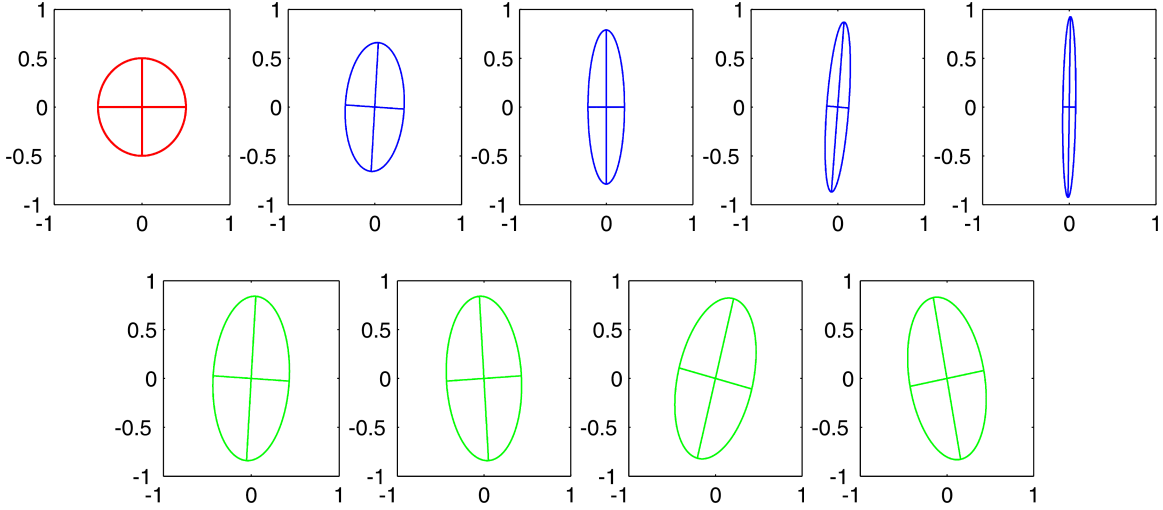 1 1 1 1 1
0.5 0.5 0.5 0.5 0.5
0 0 0 0 0
-0.5 -0.5 -0.5 -0.5 -0.5
-1 -1 -1 -1 -1
-1 0 1 -1 0 1 -1 0 1 -1 0 1 -1 0 1
1 1 1 1
0.5 0.5 0.5 0.5
0 0 0 0
-0.5 -0.5 -0.5 -0.5
-1 -1 -1 -1
-1 0 1 -1 0 1 -1 0 1 -1 0 1